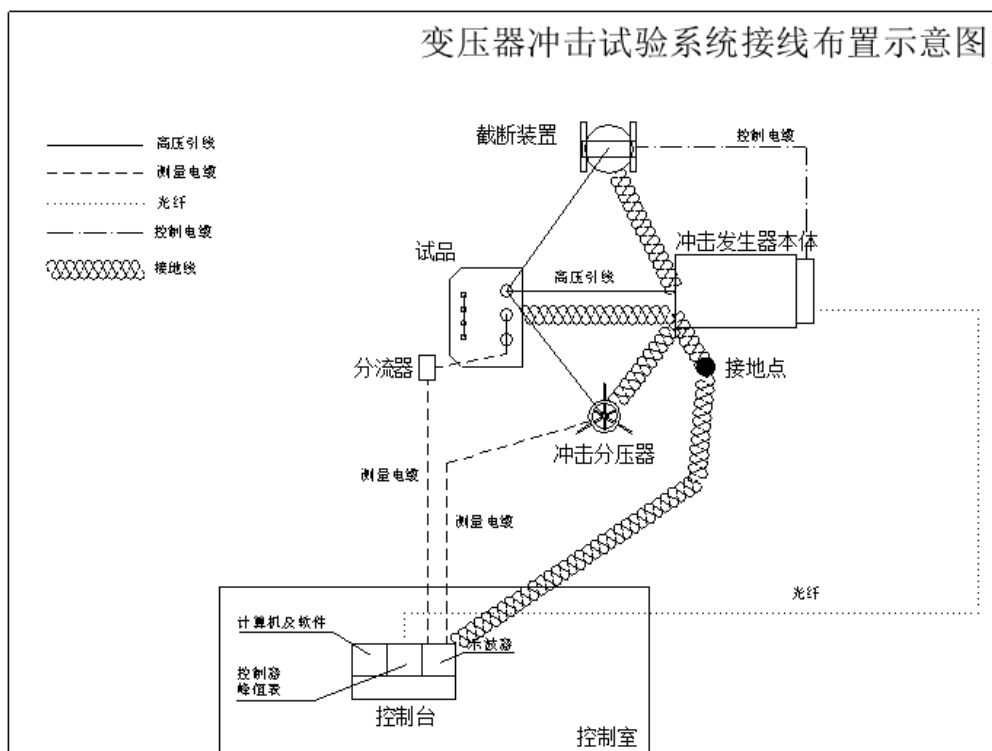 变压器冲击试验系统接线布置示意图
截断装置
控制电缆
高压引线
测量电缆
光纤
控制电缆
接地线
冲击发生器本体
试品
高压引线
分流器
接地点
冲击分压器
测量电缆
测量电缆
光纤
计算机及软件
示波器
控制器
峰值表
控制台
控制室